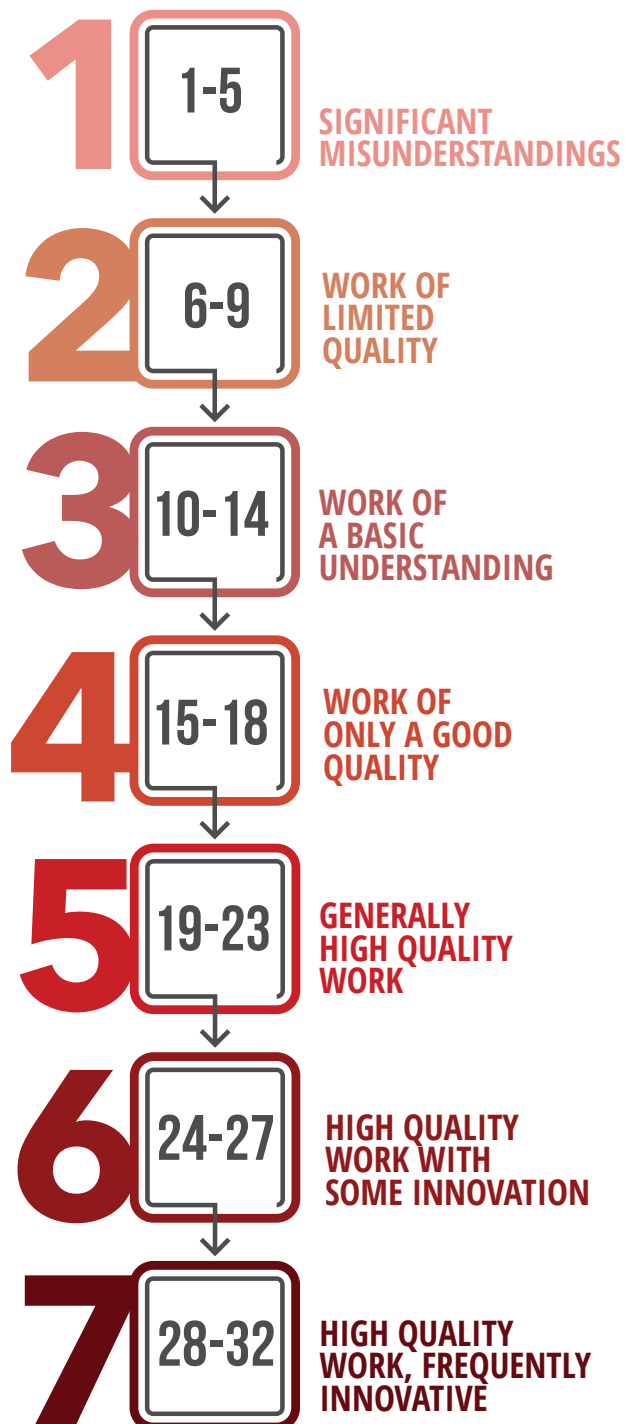 1
1-5
SIGNIFICANT
MISUNDERSTANDINGS
2
6-9
WORK OF
LIMITED
QUALITY
3
10-14
WORK OF
A BASIC
UNDERSTANDING
4
15-18
WORK OF
ONLY A GOOD
QUALITY
5
19-23
GENERALLY
HIGH QUALITY
WORK
6
24-27
HIGH QUALITY
WORK WITH
SOME INNOVATION
7
28-32
HIGH QUALITY
WORK, FREQUENTLY
INNOVATIVE